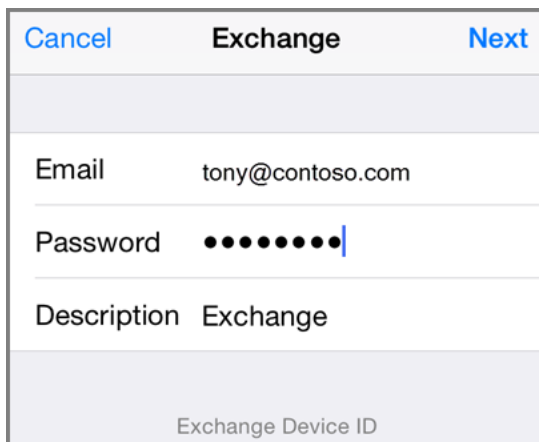 Cancel Exchange Next
Email tony@contoso.com
Password ●●●●●●●●
Description Exchange
Exchange Device ID